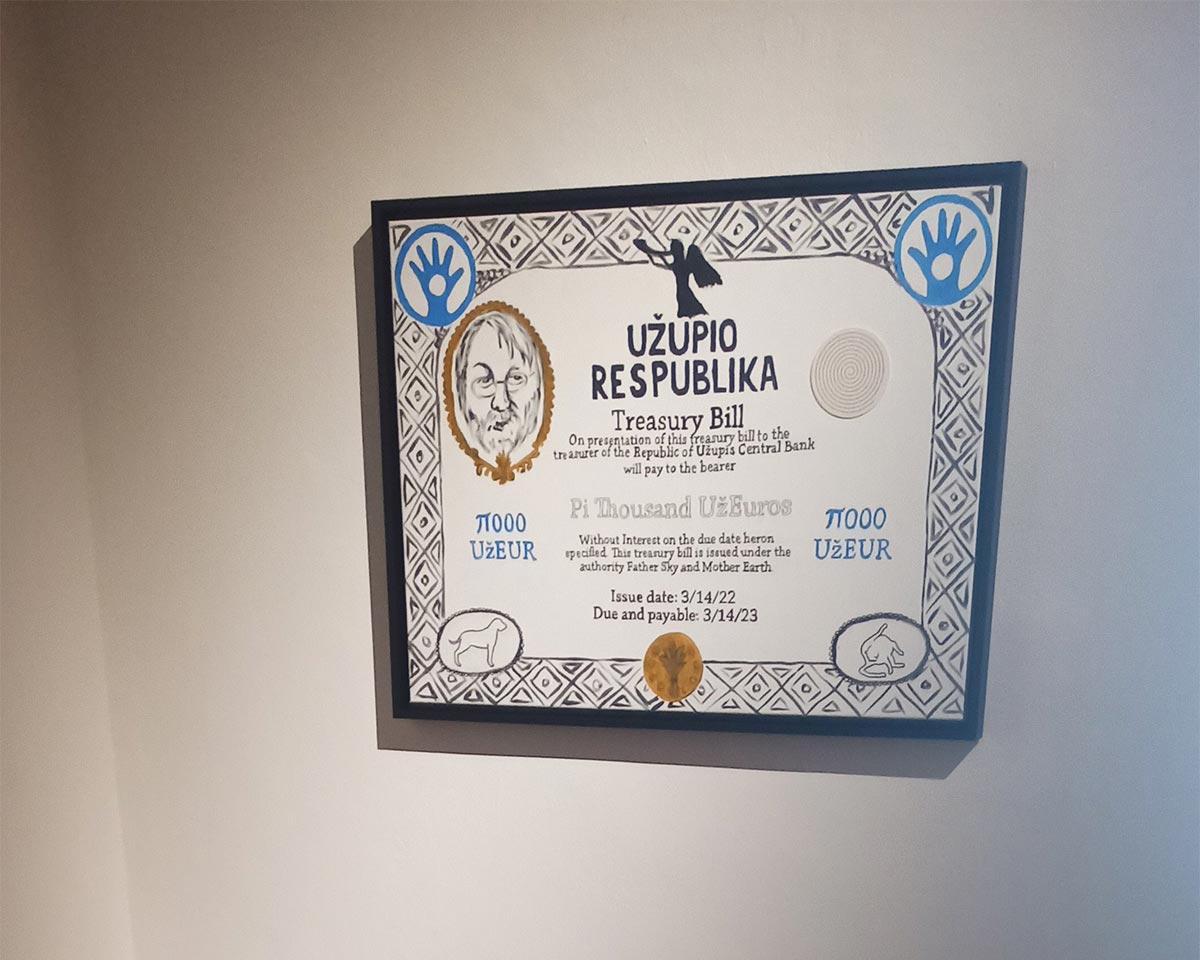 UŽUPIO
RESPUBLIKA
Treasury Bill
On presentation of this treasury bill to the
treasurer of the Republic of Užupis Central Bank
will pay to the bearer
Pi Thousand UžEuros
π000
UžEUR
π000
UžEUR
Without Interest on the due date heron
specified. This treasury bill is issued under the
authority Father Sky and Mother Earth
Issue date: 3/14/22
Due and payable: 3/14/23